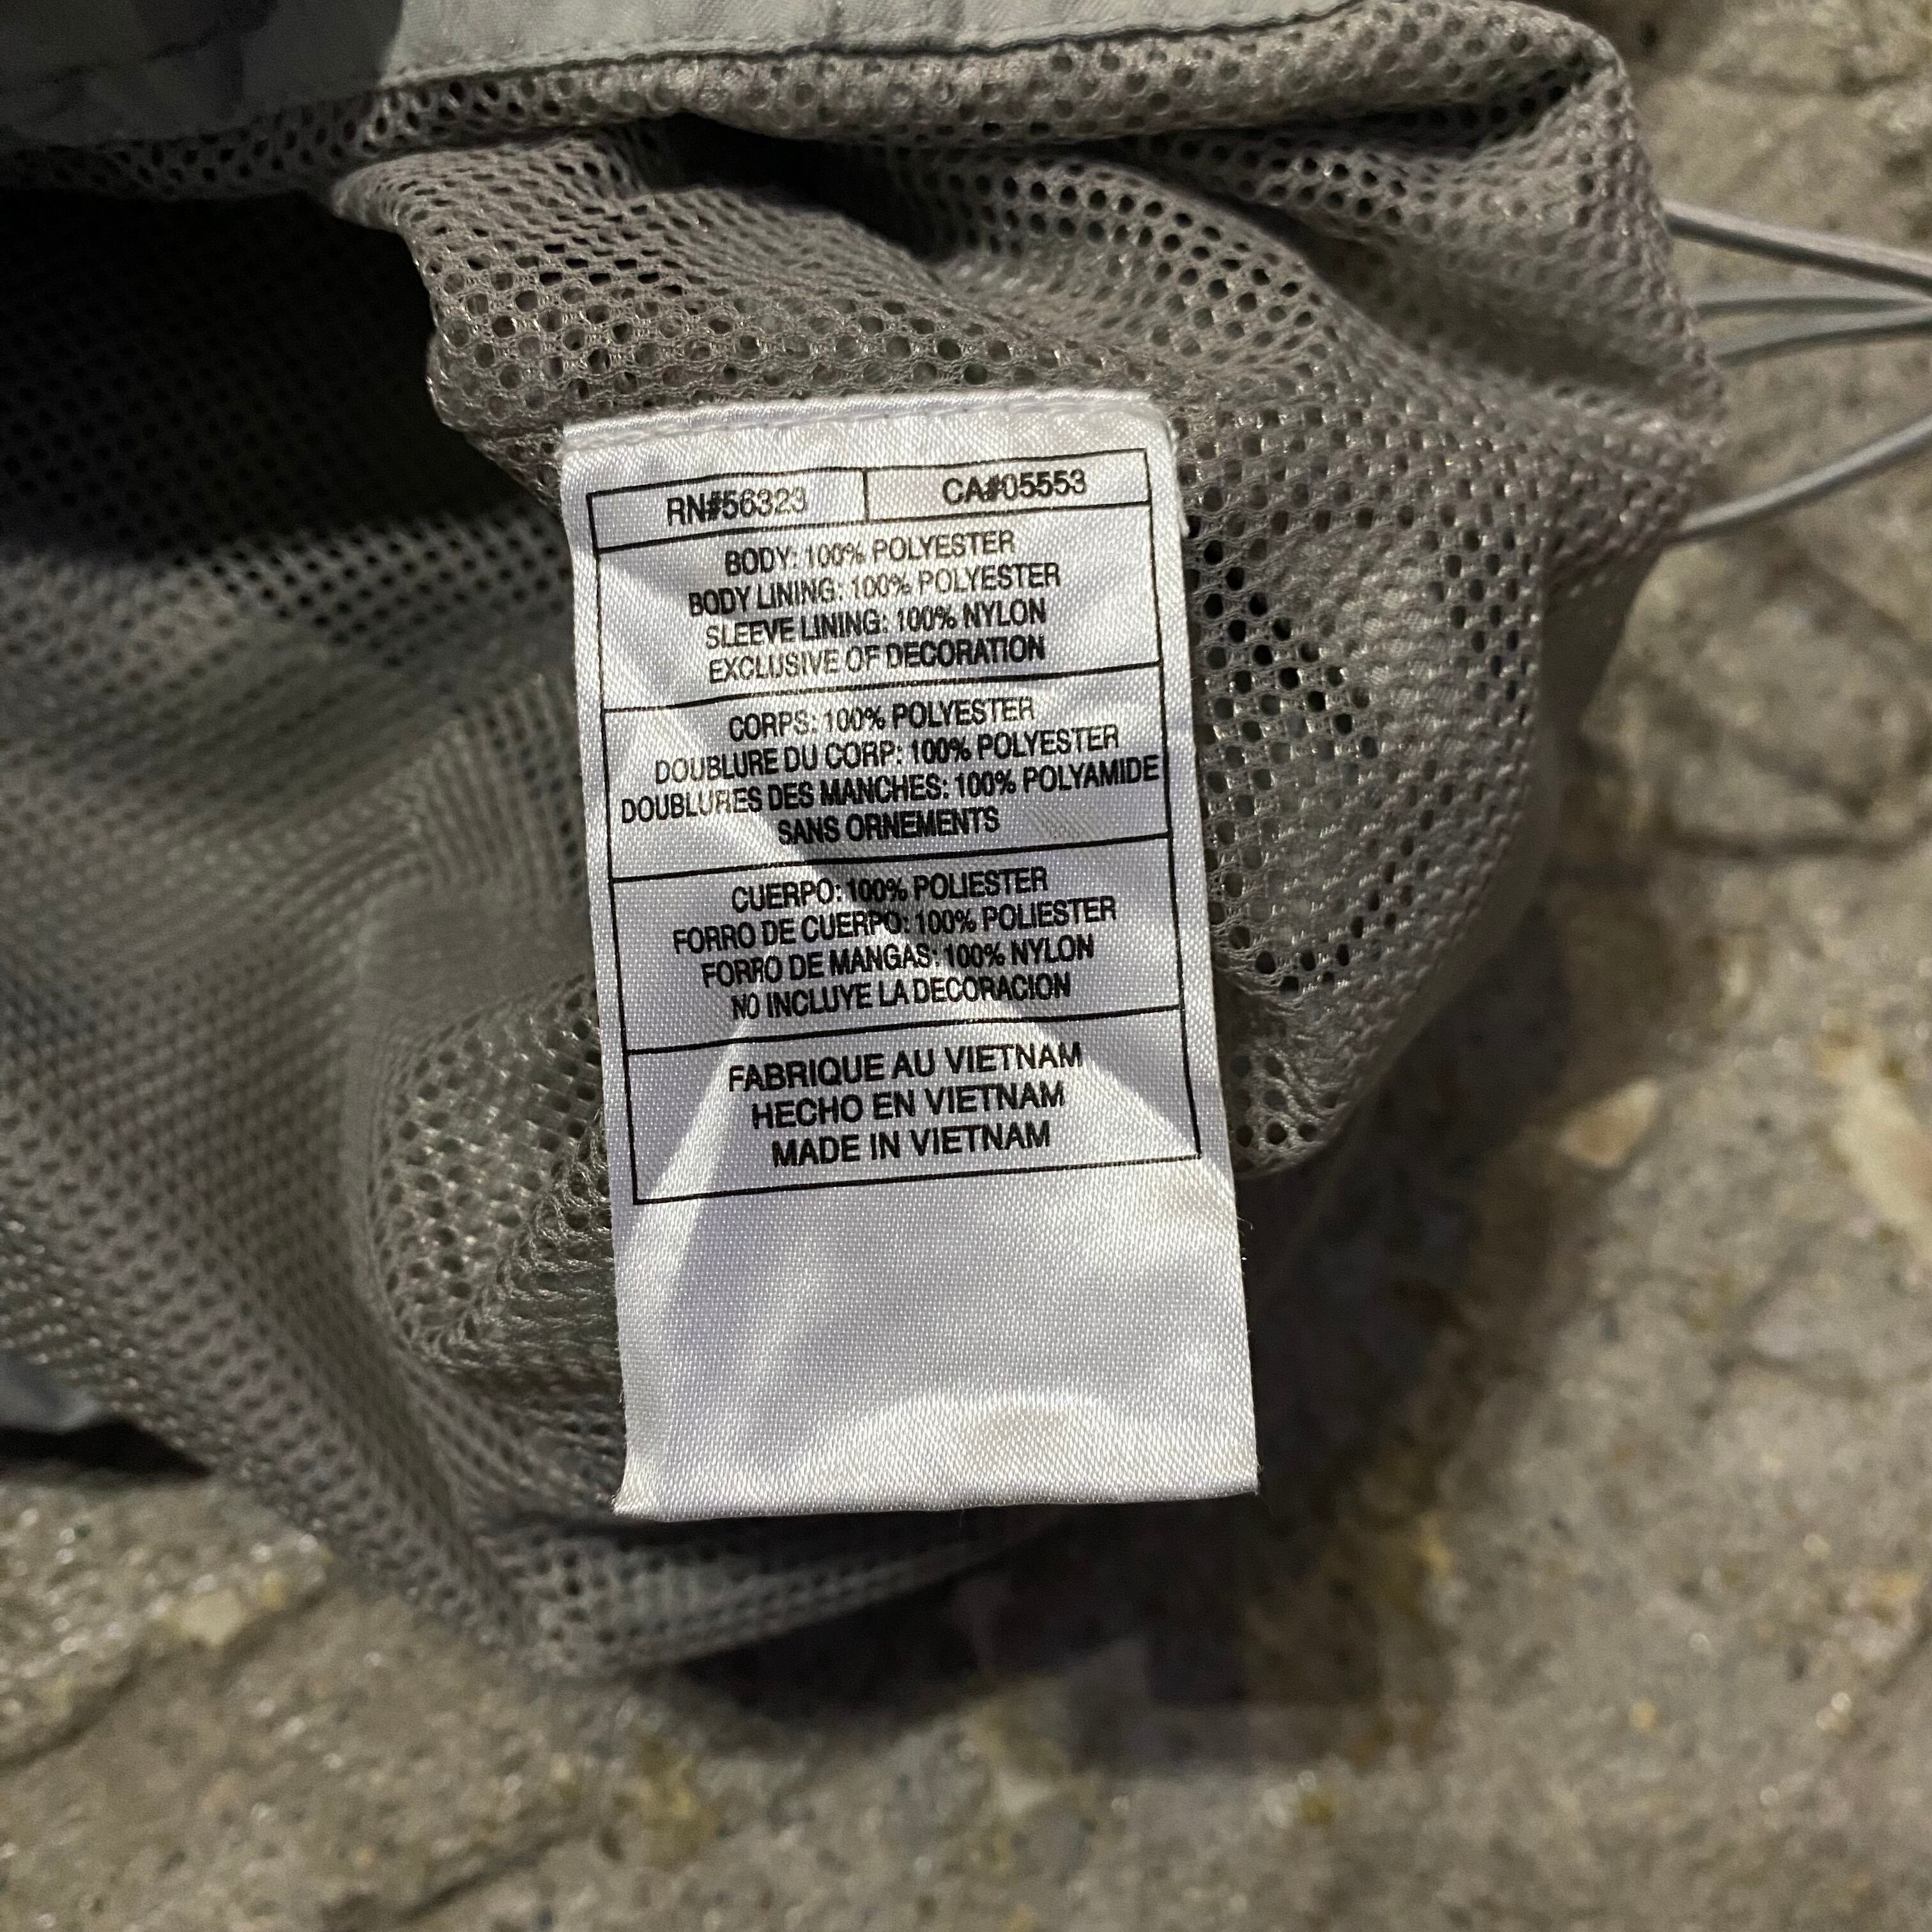 RN#56323 CA#05553
BODY: 100% POLYESTER
BODY LINING: 100% POLYESTER
SLEEVE LINING: 100% NYLON
EXCLUSIVE OF DECORATION
CORPS: 100% POLYESTER
DOUBLURE DU CORP: 100% POLYESTER
DOUBLURES DES MANCHES: 100% POLYAMIDE
SANS ORNEMENTS
CUERPO: 100% POLIESTER
FORRO DE CUERPO: 100% POLIESTER
FORRO DE MANGAS: 100% NYLON
NO INCLUYE LA DECORACION
FABRIQUE AU VIETNAM
HECHO EN VIETNAM
MADE IN VIETNAM